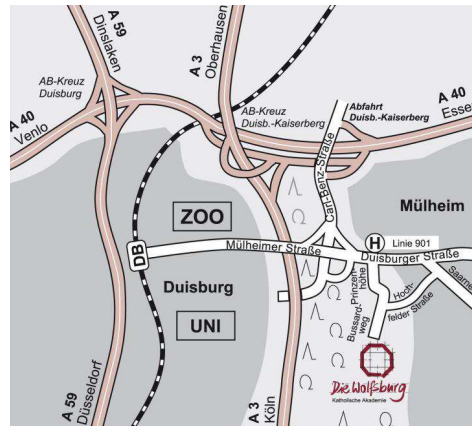 A 59
Dinslaken
A 3
Oberhausen
AB-Kreuz
Duisburg
A 40
Venlo
AB-Kreuz
Duisb.-Kaiserberg
Abfahrt
Duisb.-Kaiserberg
A 40
Carl-Benz-Straße
ZOO
Mülheim
H
Linie 901
DB
Mülheimer Straße
Duisburger Straße
Duisburg
UNI
Prinzen-
höhe
Bussard-
weg
Hoch-
felder Straße
A 59
Düsseldorf
A 3
Köln
Die Wolfsburg
Katholische Akademie